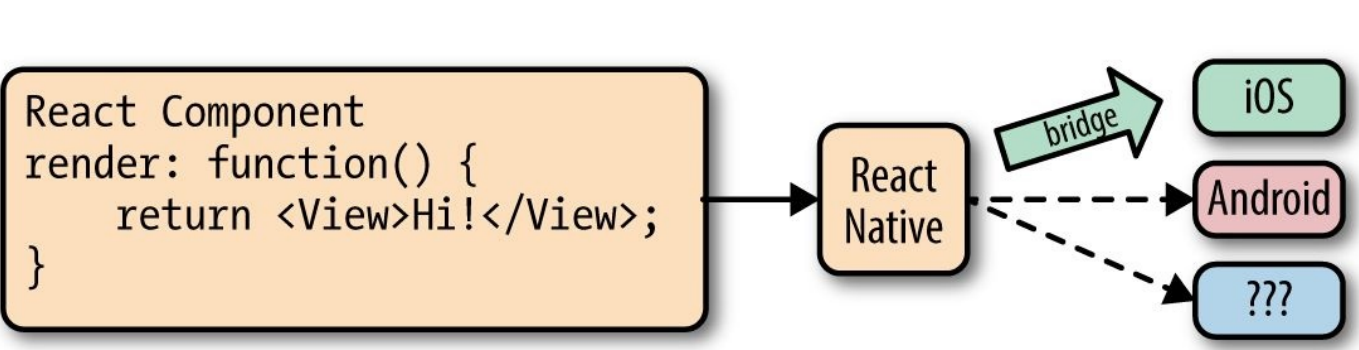 React Component
render: function() {
    return <View>Hi!</View>;
}
React
Native
bridge
iOS
Android
???